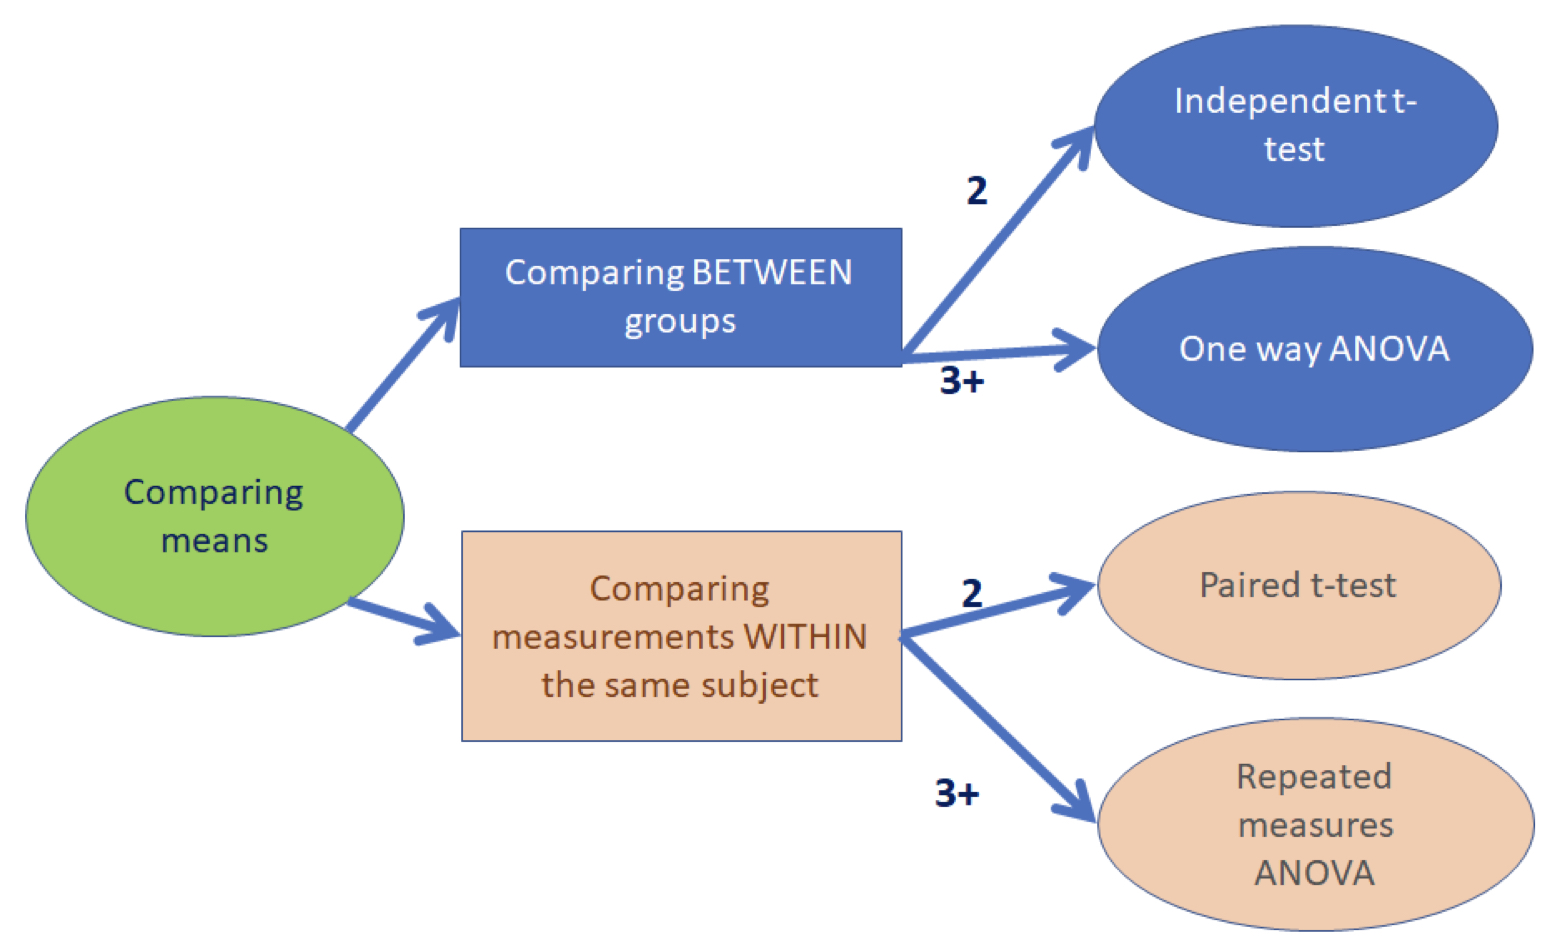 Independent t-
test
2
Comparing BETWEEN
groups
One way ANOVA
3+
Comparing
means
Comparing
measurements WITHIN
the same subject
2
Paired t-test
3+
Repeated
measures
ANOVA